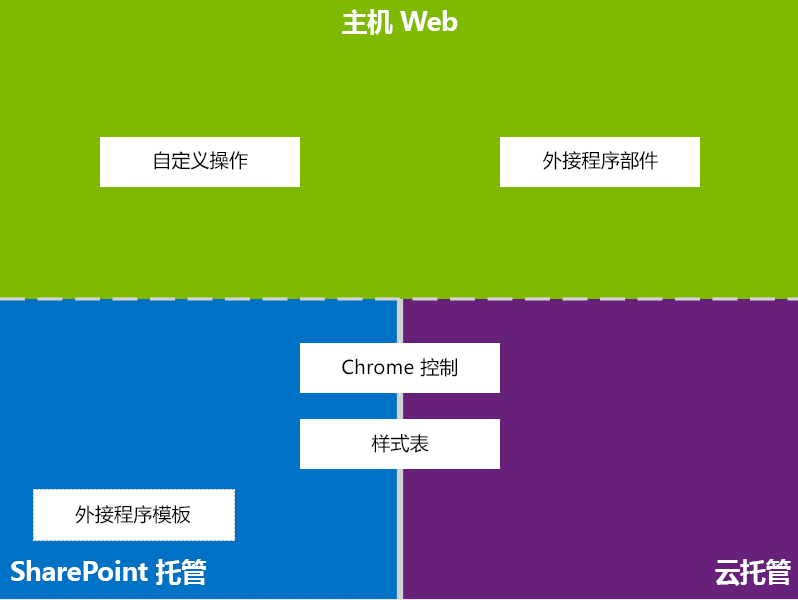 主机 Web
自定义操作
外接程序部件
Chrome 控制
样式表
外接程序模板
SharePoint 托管
云托管